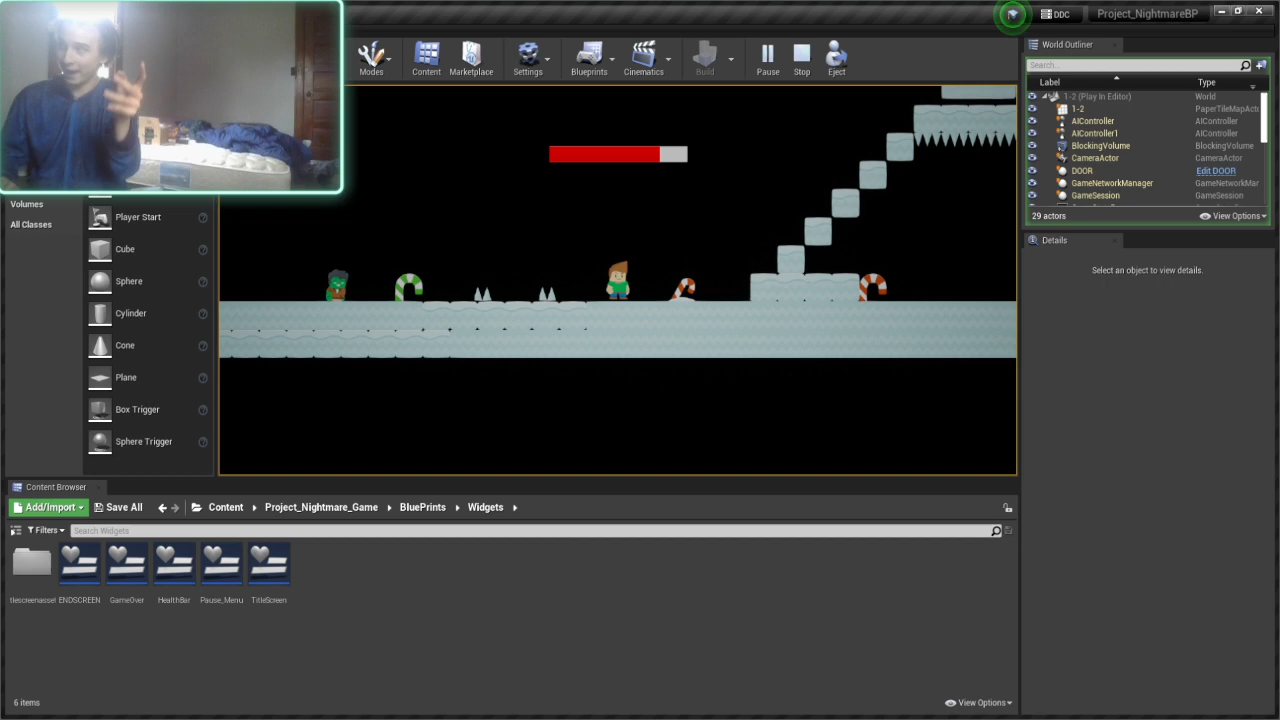 DDC
Project_NightmareBP
Modes
Content
Marketplace
Settings
Blueprints
Cinematics
Build
Pause
Stop
Eject
World Outliner
Search...
Label
Type
1-2 (Play In Editor)
World
1-2
PaperTileMapActo
AIController
AIController
AIController1
AIController
BlockingVolume
BlockingVolume
CameraActor
CameraActor
DOOR
Edit DOOR
GameNetworkManager
GameNetworkMar
GameSession
GameSession
29 actors
View Options
Details
Select an object to view details.
Volumes
All Classes
Player Start
Cube
Sphere
Cylinder
Cone
Plane
Box Trigger
Sphere Trigger
Content Browser
Add/Import
Save All
Content
Project_Nightmare_Game
BluePrints
Widgets
Filters
Search Widgets
tlescreenasset
ENDSCREEN
GameOver
HealthBar
Pause_Menu
TitleScreen
6 items
View Options